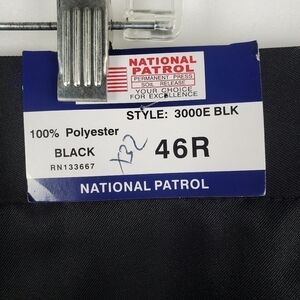 NATIONAL
PATROL
PERMANENT PRESS
SOIL RELEASE
YOUR CHOICE
FOR EXCELLENCE
STYLE: 3000E BLK
100% Polyester
BLACK
RN133667
X32
46R
NATIONAL PATROL